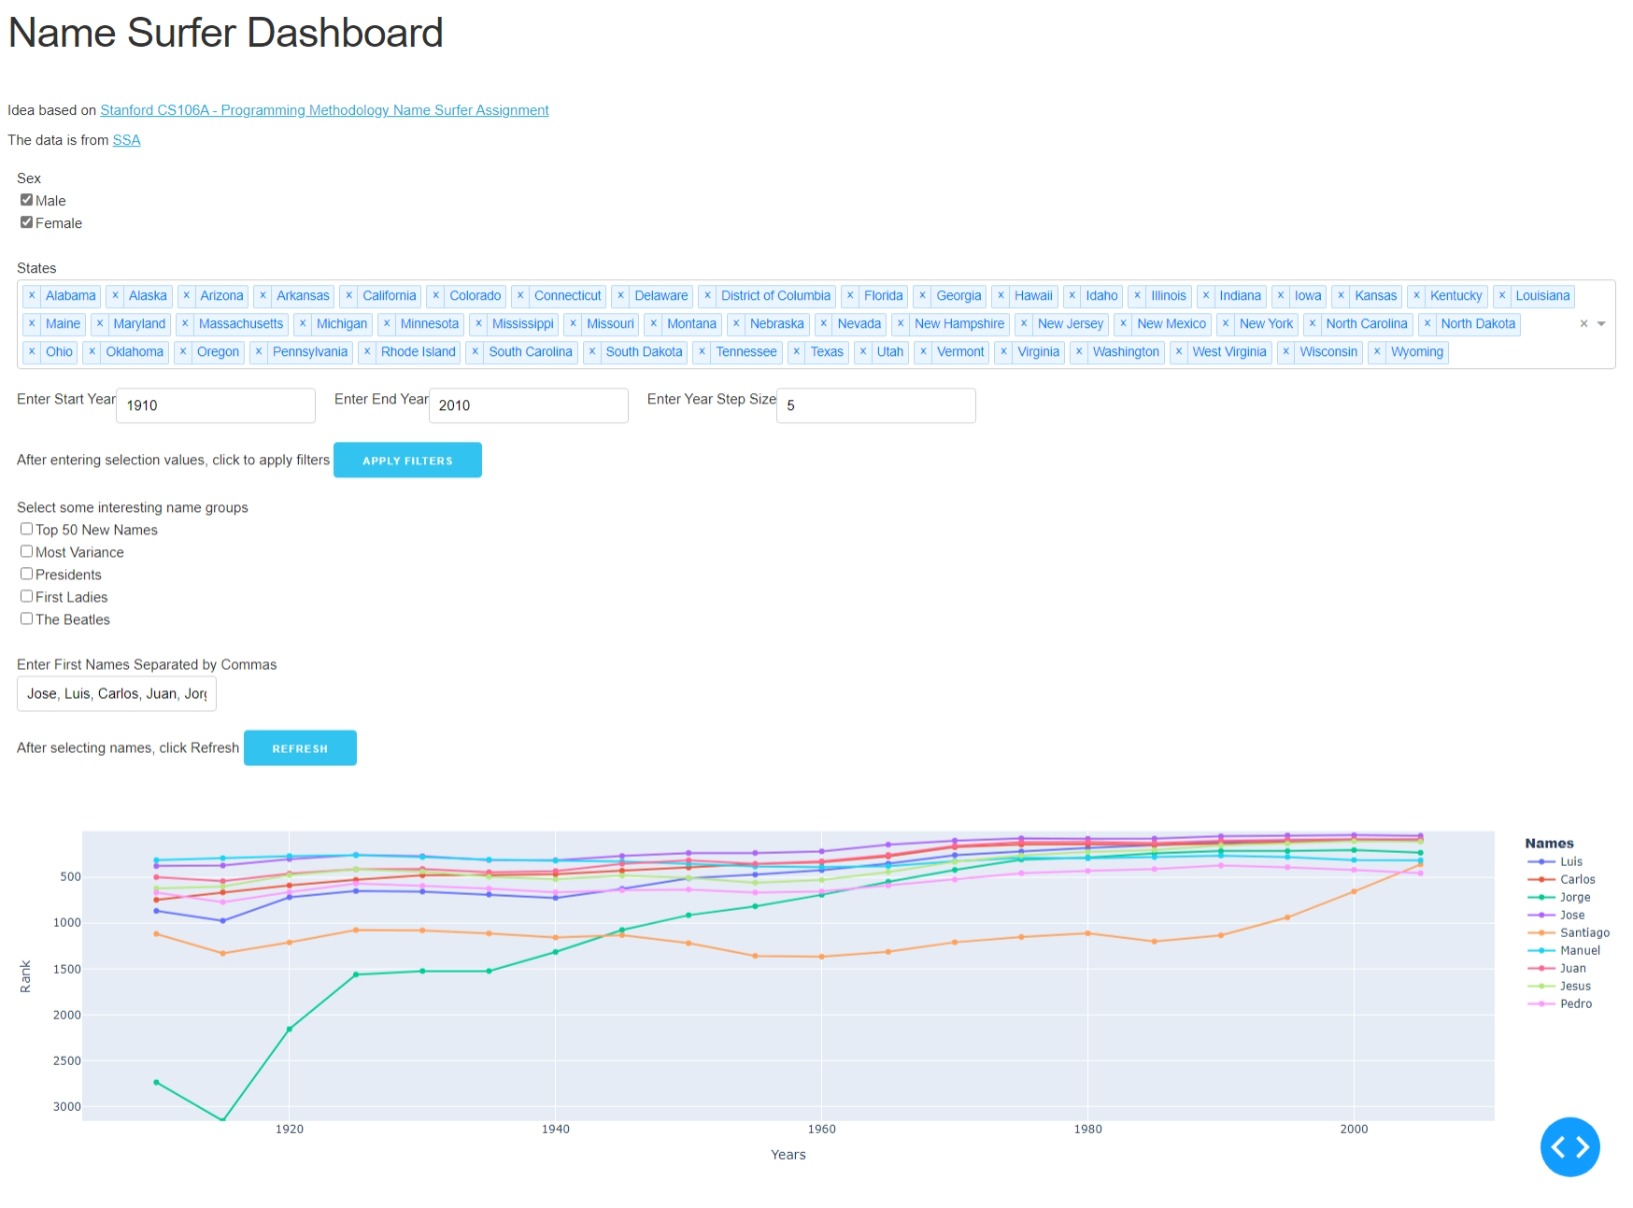 Name Surfer Dashboard
Idea based on Stanford CS106A - Programming Methodology Name Surfer Assignment
The data is from SSA
Sex
Male
Female
States
× Alabama × Alaska × Arizona × Arkansas × California × Colorado × Connecticut × Delaware × District of Columbia × Florida × Georgia × Hawaii × Idaho × Illinois × Indiana × Iowa × Kansas × Kentucky × Louisiana
× Maine × Maryland × Massachusetts × Michigan × Minnesota × Mississippi × Missouri × Montana × Nebraska × Nevada × New Hampshire × New Jersey × New Mexico × New York × North Carolina × North Dakota ×
× Ohio × Oklahoma × Oregon × Pennsylvania × Rhode Island × South Carolina × South Dakota × Tennessee × Texas × Utah × Vermont × Virginia × Washington × West Virginia × Wisconsin × Wyoming
Enter Start Year 1910 Enter End Year 2010 Enter Year Step Size 5
After entering selection values, click to apply filters APPLY FILTERS
Select some interesting name groups
Top 50 New Names
Most Variance
Presidents
First Ladies
The Beatles
Enter First Names Separated by Commas
Jose, Luis, Carlos, Juan, Jorg
After selecting names, click Refresh REFRESH
Names
Luis
Carlos
Jorge
Jose
Santiago
Manuel
Juan
Jesus
Pedro
Rank
500
1000
1500
2000
2500
3000
1920 1940 1960 1980 2000
Years